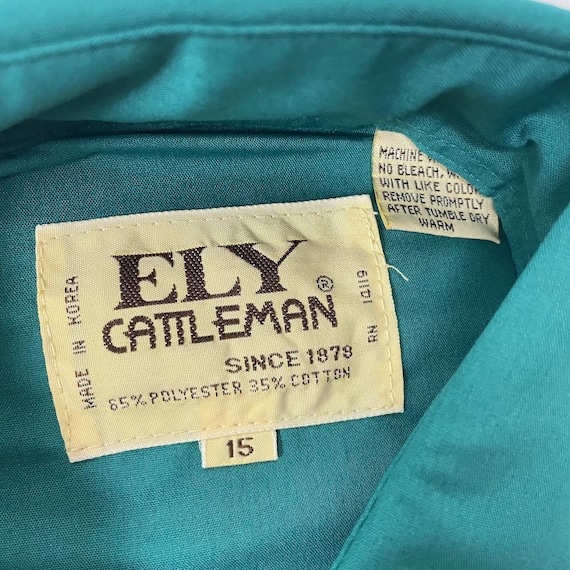 MACHINE
NO BLEACH,
WITH LIKE COLOR
REMOVE PROMPTLY
AFTER TUMBLE DRY
WARM
ELY
CATTLEMAN®
SINCE 1878
65% POLYESTER 35% COTTON
MADE IN KOREA
RN 10119
15